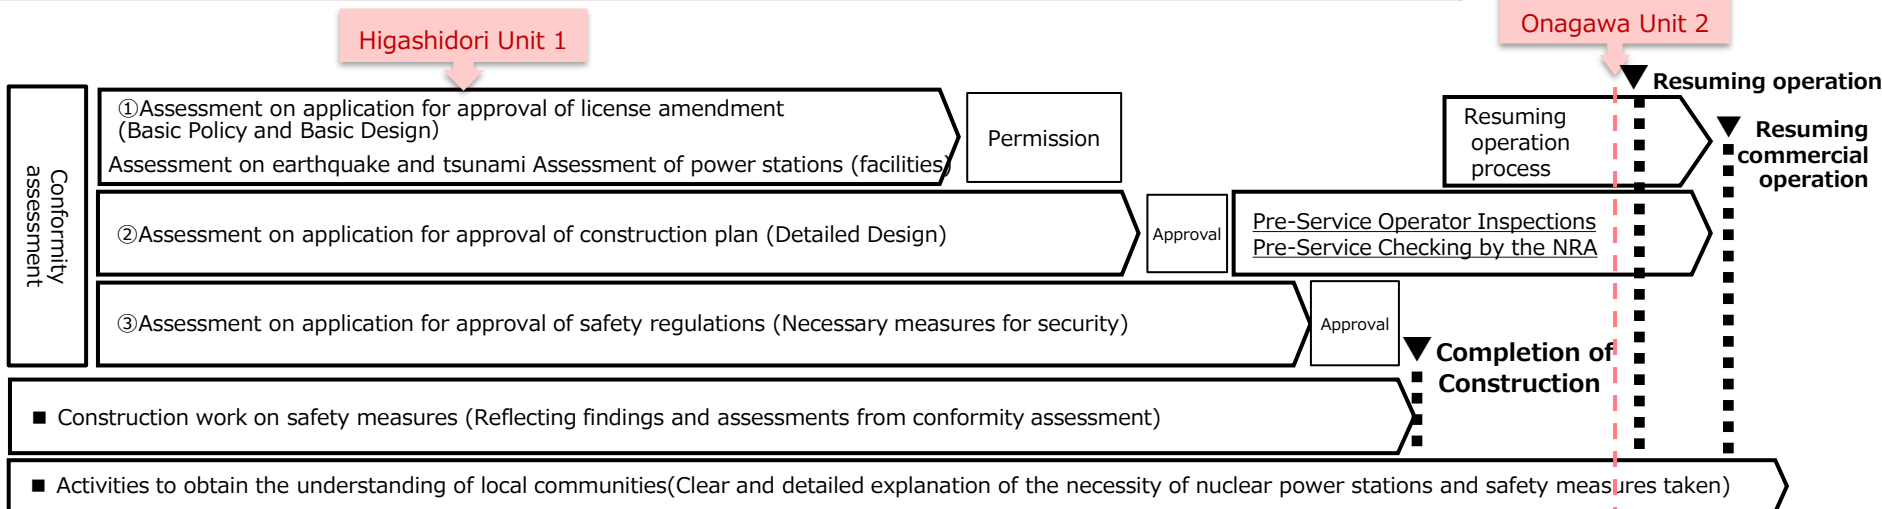 Higashidori Unit 1
Onagawa Unit 2
Resuming operation
Resuming
commercial
operation
Conformity
assessment
①Assessment on application for approval of license amendment
(Basic Policy and Basic Design)
Assessment on earthquake and tsunami Assessment of power stations (facilities)
Permission
Resuming
operation
process
②Assessment on application for approval of construction plan (Detailed Design)
Approval
Pre-Service Operator Inspections
Pre-Service Checking by the NRA
③Assessment on application for approval of safety regulations (Necessary measures for security)
Approval
Completion of
Construction
■ Construction work on safety measures (Reflecting findings and assessments from conformity assessment)
■ Activities to obtain the understanding of local communities(Clear and detailed explanation of the necessity of nuclear power stations and safety measures taken)